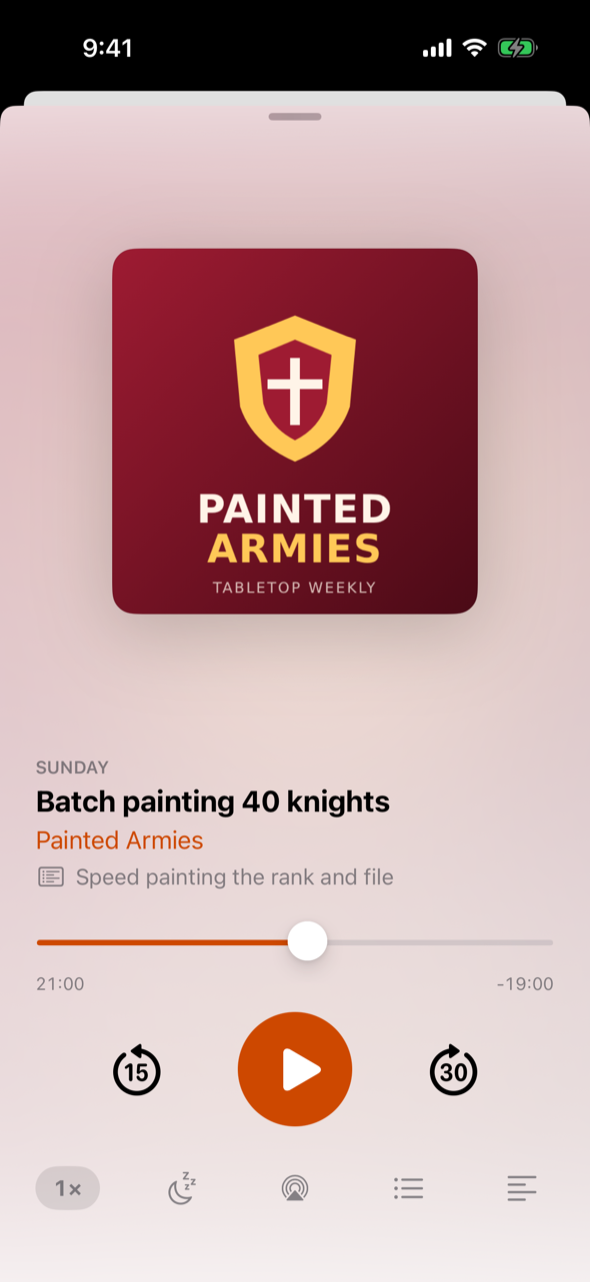 9:41
PAINTED
ARMIES
TABLETOP WEEKLY
SUNDAY
Batch painting 40 knights
Painted Armies
Speed painting the rank and file
21:00
-19:00
15
30
1×
z z z